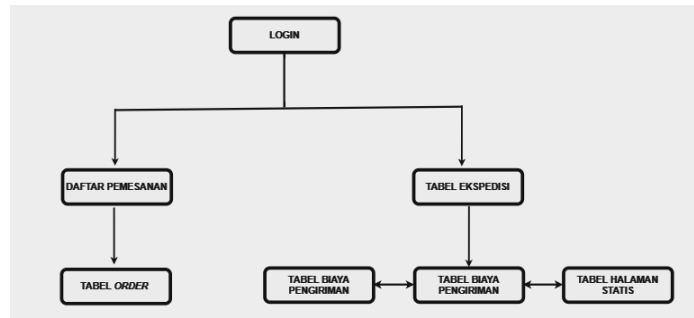 LOGIN
DAFTAR PEMESANAN
TABEL EKSPEDISI
TABEL ORDER
TABEL BIAYA
PENGIRIMAN
TABEL BIAYA
PENGIRIMAN
TABEL HALAMAN
STATIS